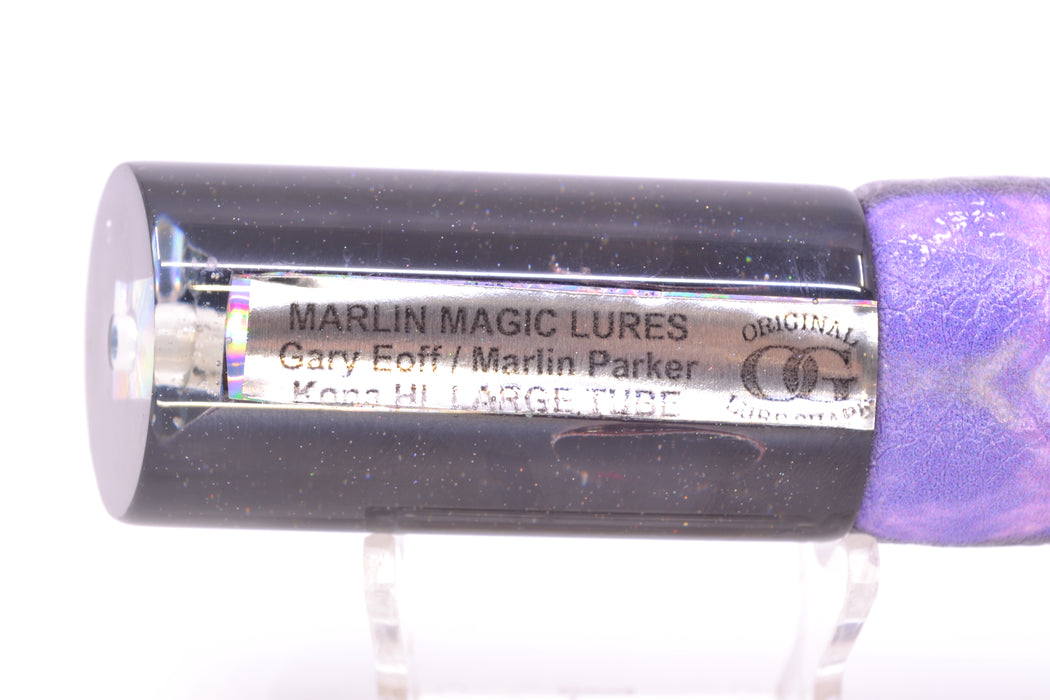 MARLIN MAGIC LURES
Gary Eoff / Marlin Parker
Kona HI LARGE TUBE
ORIGINAL
OG